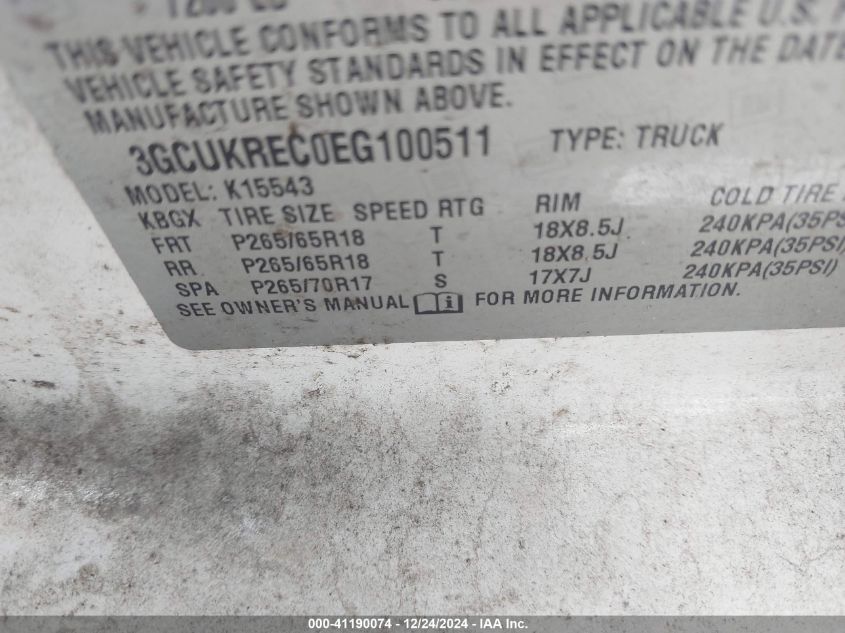 THIS VEHICLE CONFORMS TO ALL APPLICABLE U.S.
VEHICLE SAFETY STANDARDS IN EFFECT ON THE DATE
MANUFACTURE SHOWN ABOVE.
3GCUKREC0EG100511 TYPE: TRUCK
MODEL: K15543
KBGX TIRE SIZE SPEED RTG RIM COLD TIRE
FRT P265/65R18 T 18X8.5J 240KPA(35PSI
RR P265/65R18 T 18X8.5J 240KPA(35PSI)
SPA P265/70R17 S 17X7J 240KPA(35PSI)
SEE OWNER'S MANUAL FOR MORE INFORMATION.
000-41190074 - 12/24/2024 - IAA Inc.